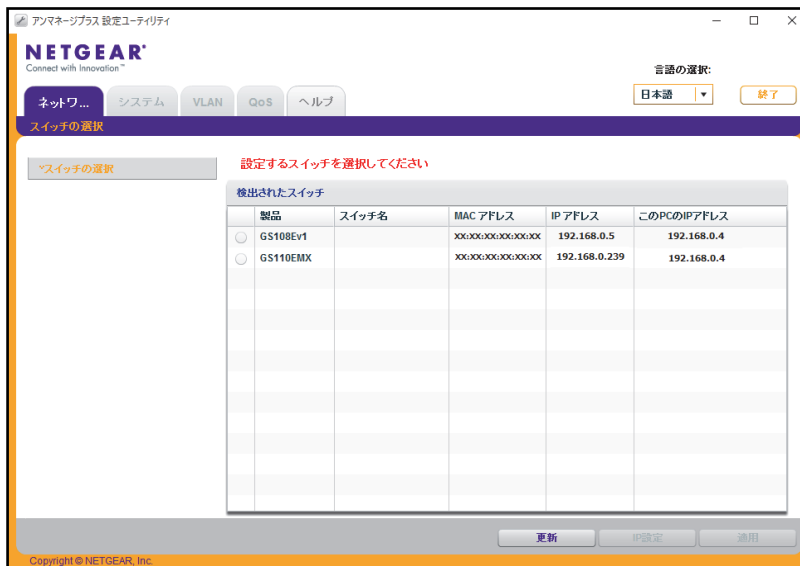 アンマネージプラス 設定ユーティリティ
NETGEAR®
Connect with Innovation™
言語の選択:
日本語
終了
ネットワ...
システム
VLAN
QoS
ヘルプ
スイッチの選択
スイッチの選択
設定するスイッチを選択してください
検出されたスイッチ
製品 スイッチ名 MAC アドレス IP アドレス このPCのIPアドレス
GS108Ev1 XX:XX:XX:XX:XX:XX 192.168.0.5 192.168.0.4
GS110EMX XX:XX:XX:XX:XX:XX 192.168.0.239 192.168.0.4
更新
IP設定
適用
Copyright © NETGEAR, Inc.